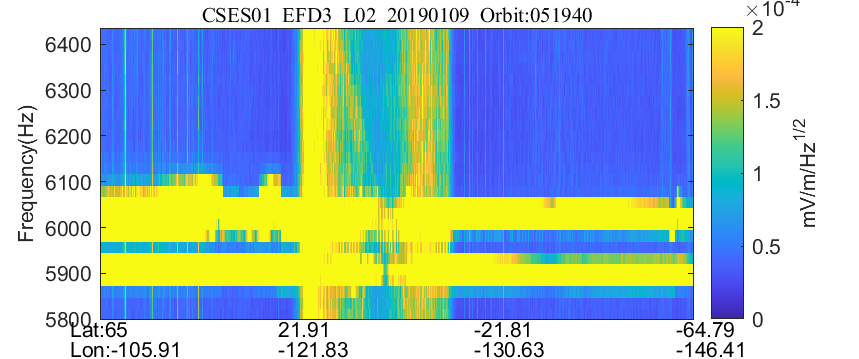 CSES01 EFD3 L02 20190109 Orbit:051940
×10⁻⁴
6400
6300
6200
6100
6000
5900
5800
Frequency(Hz)
2
1.5
1
0.5
0
mV/m/Hz^1/2
Lat:65 21.91 -21.81 -64.79
Lon:-105.91 -121.83 -130.63 -146.41